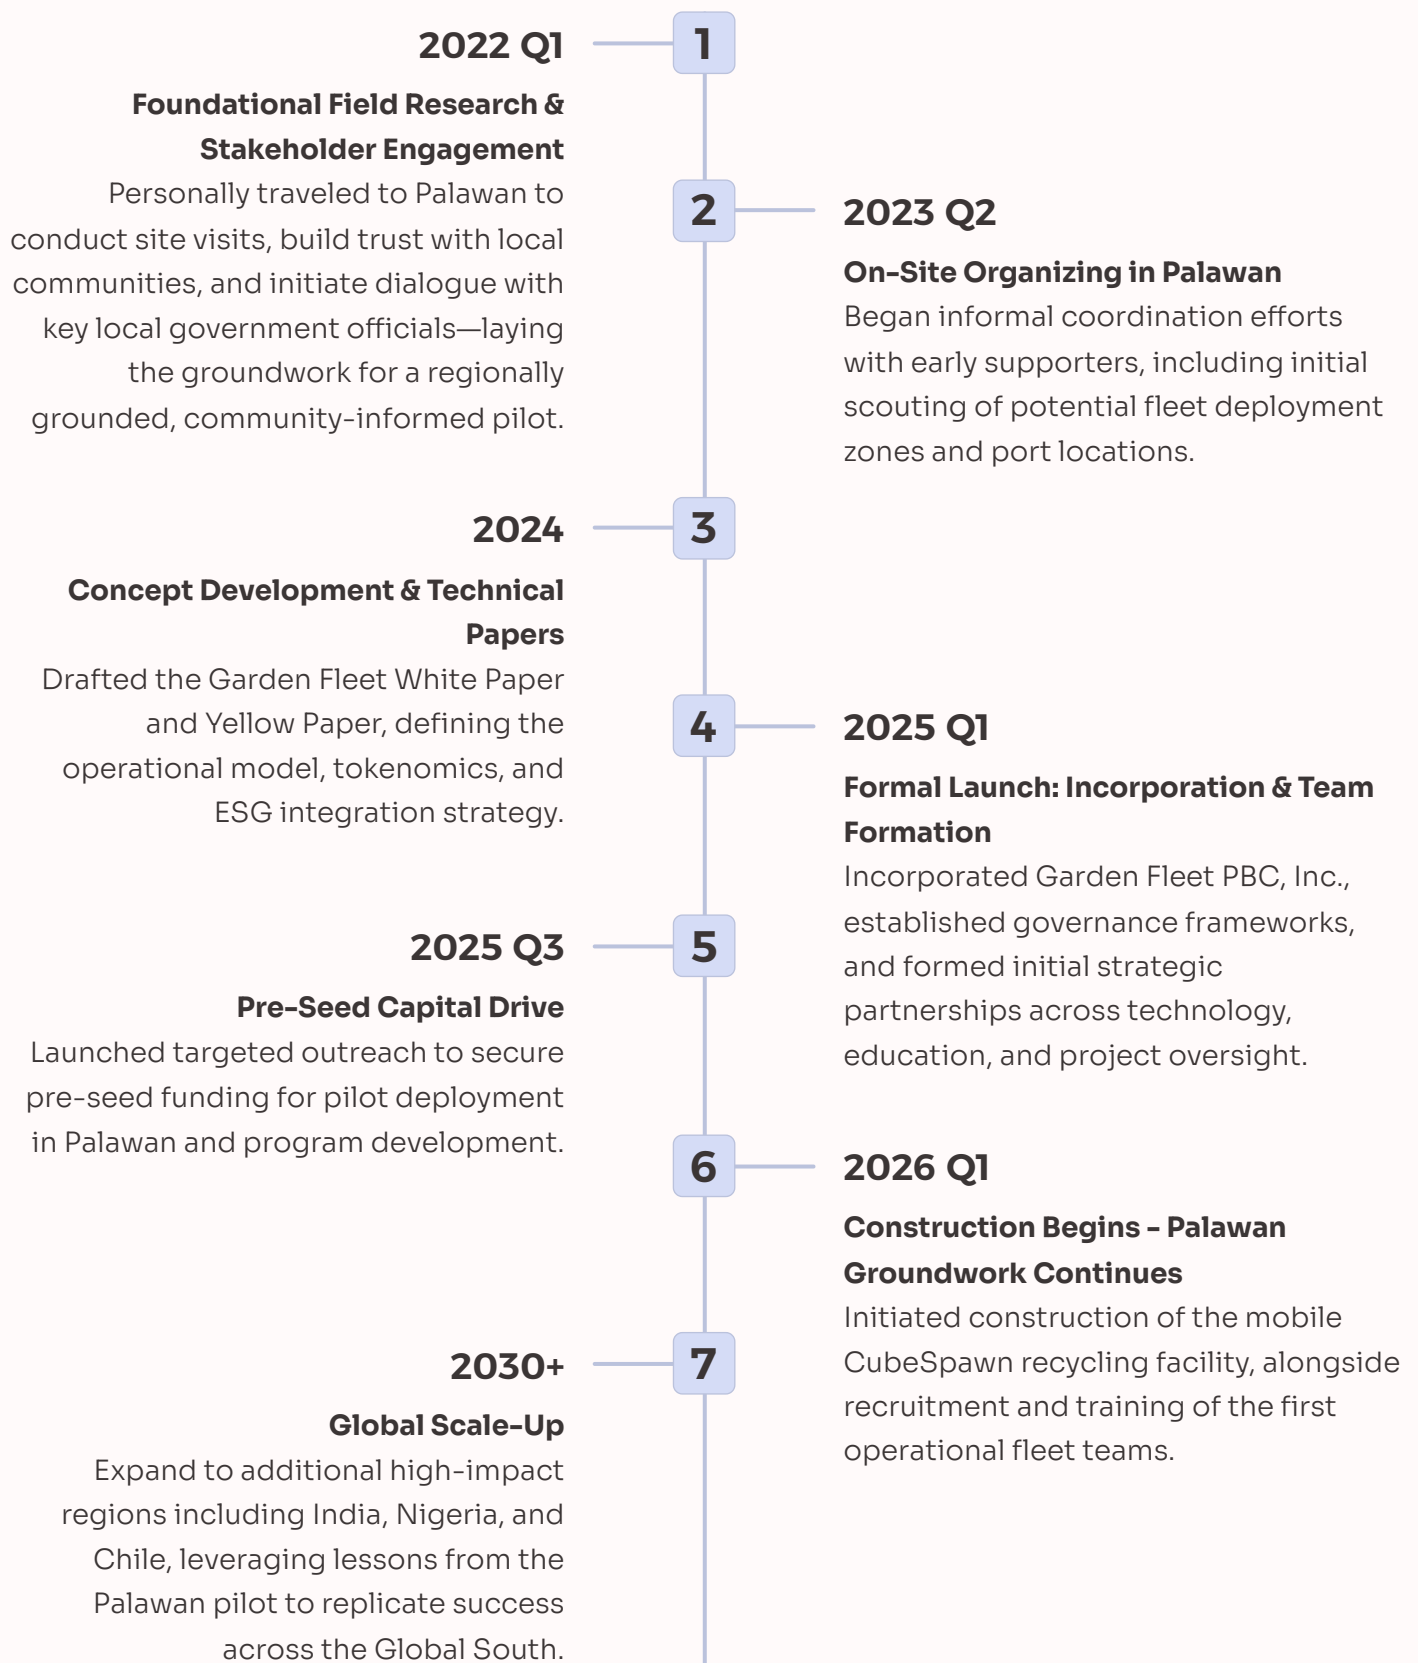 2022 Q1
1
Foundational Field Research &
Stakeholder Engagement
Personally traveled to Palawan to
conduct site visits, build trust with local
communities, and initiate dialogue with
key local government officials—laying
the groundwork for a regionally
grounded, community-informed pilot.
2
2023 Q2
On-Site Organizing in Palawan
Began informal coordination efforts
with early supporters, including initial
scouting of potential fleet deployment
zones and port locations.
2024
3
Concept Development & Technical
Papers
Drafted the Garden Fleet White Paper
and Yellow Paper, defining the
operational model, tokenomics, and
ESG integration strategy.
4
2025 Q1
Formal Launch: Incorporation & Team
Formation
Incorporated Garden Fleet PBC, Inc.,
established governance frameworks,
and formed initial strategic
partnerships across technology,
education, and project oversight.
2025 Q3
5
Pre-Seed Capital Drive
Launched targeted outreach to secure
pre-seed funding for pilot deployment
in Palawan and program development.
6
2026 Q1
Construction Begins – Palawan
Groundwork Continues
Initiated construction of the mobile
CubeSpawn recycling facility, alongside
recruitment and training of the first
operational fleet teams.
2030+
7
Global Scale-Up
Expand to additional high-impact
regions including India, Nigeria, and
Chile, leveraging lessons from the
Palawan pilot to replicate success
across the Global South.